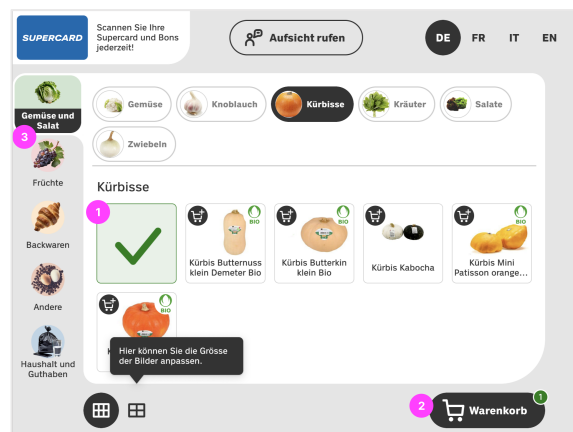 SUPERCARD
Scannen Sie Ihre
Supercard und Bons
jederzeit!
Aufsicht rufen
DE FR IT EN
Gemüse und
Salat
3
Früchte
Backwaren
Andere
Haushalt und
Guthaben
Gemüse
Knoblauch
Kürbisse
Kräuter
Salate
Zwiebeln
Kürbisse
1
BIO
Kürbis Butternuss
klein Demeter Bio
BIO
Kürbis Butterkin
klein Bio
Kürbis Kabocha
BIO
Kürbis Mini
Patisson orange...
BIO
Hier können Sie die Grösse
der Bilder anpassen.
2
Warenkorb
1